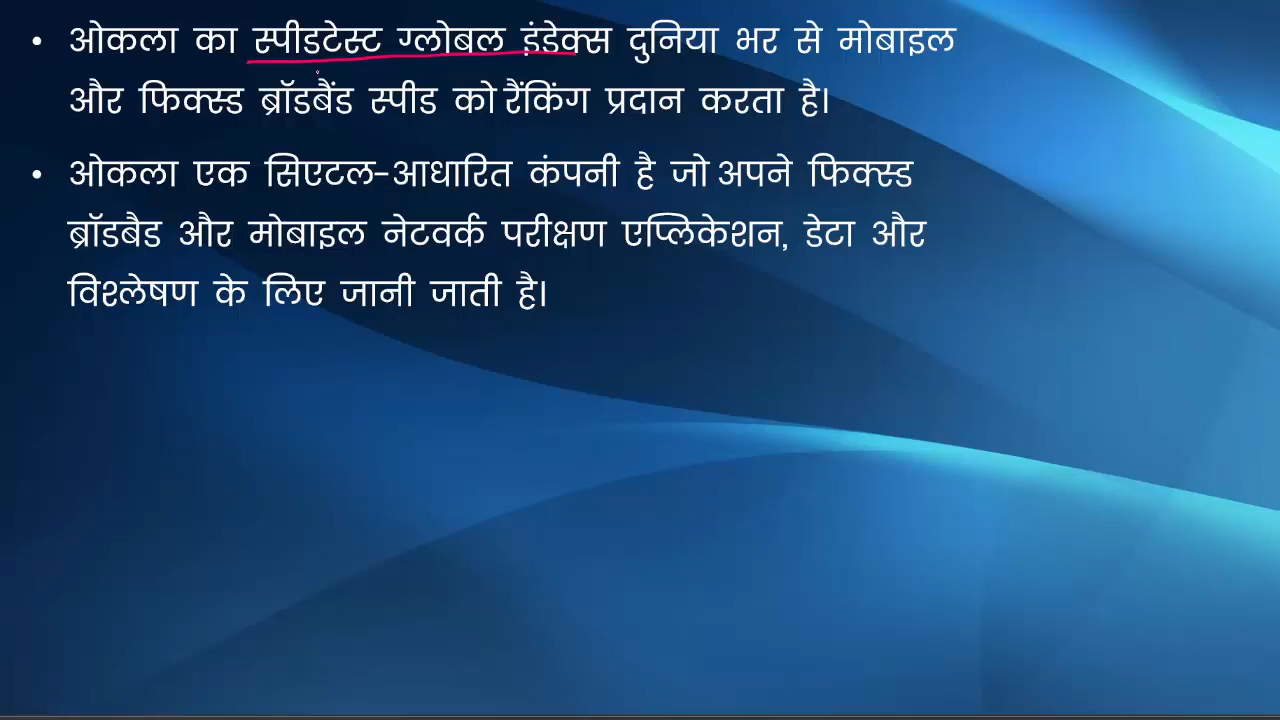 • ओकला का स्पीडटेस्ट ग्लोबल इंडेक्स दुनिया भर से मोबाइल
और फिक्स्ड ब्रॉडबैंड स्पीड को रैंकिंग प्रदान करता है।
• ओकला एक सिएटल-आधारित कंपनी है जो अपने फिक्स्ड
ब्रॉडबैड और मोबाइल नेटवर्क परीक्षण एप्लिकेशन, डेटा और
विश्लेषण के लिए जानी जाती है।